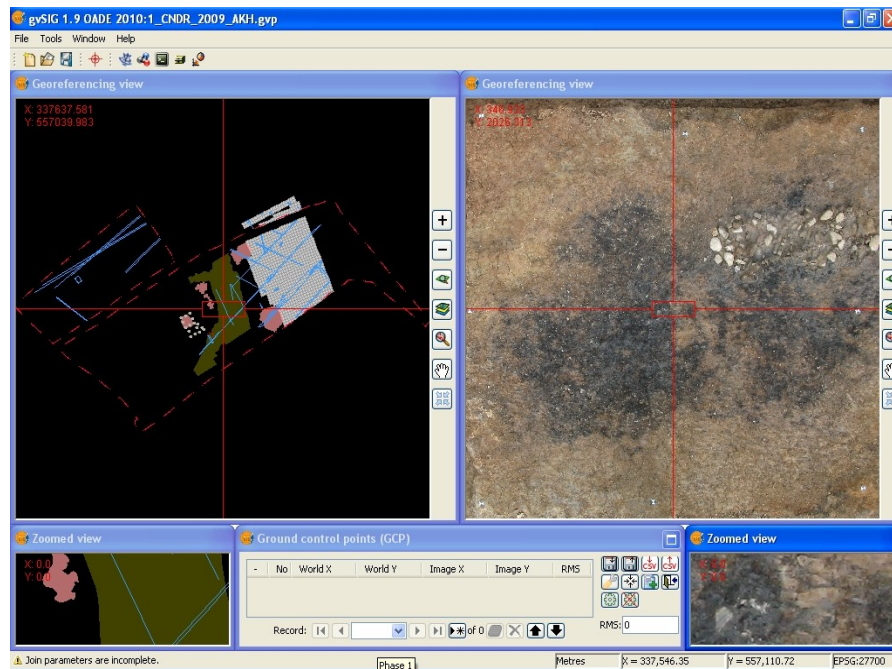 gvSIG 1.9 OADE 2010:1_CNDR_2009_AKH.gvp
File Tools Window Help
Georeferencing view
X: 337637.581
Y: 557039.983
Georeferencing view
Zoomed view
X: 0.0
Y: 0.0
Ground control points (GCP)
- No World X World Y Image X Image Y RMS
CSV CSV
Record: of 0
RMS: 0
Zoomed view
Join parameters are incomplete.
Phase 1
Metres X = 337,546.35 Y = 557,110.72 EPSG:27700